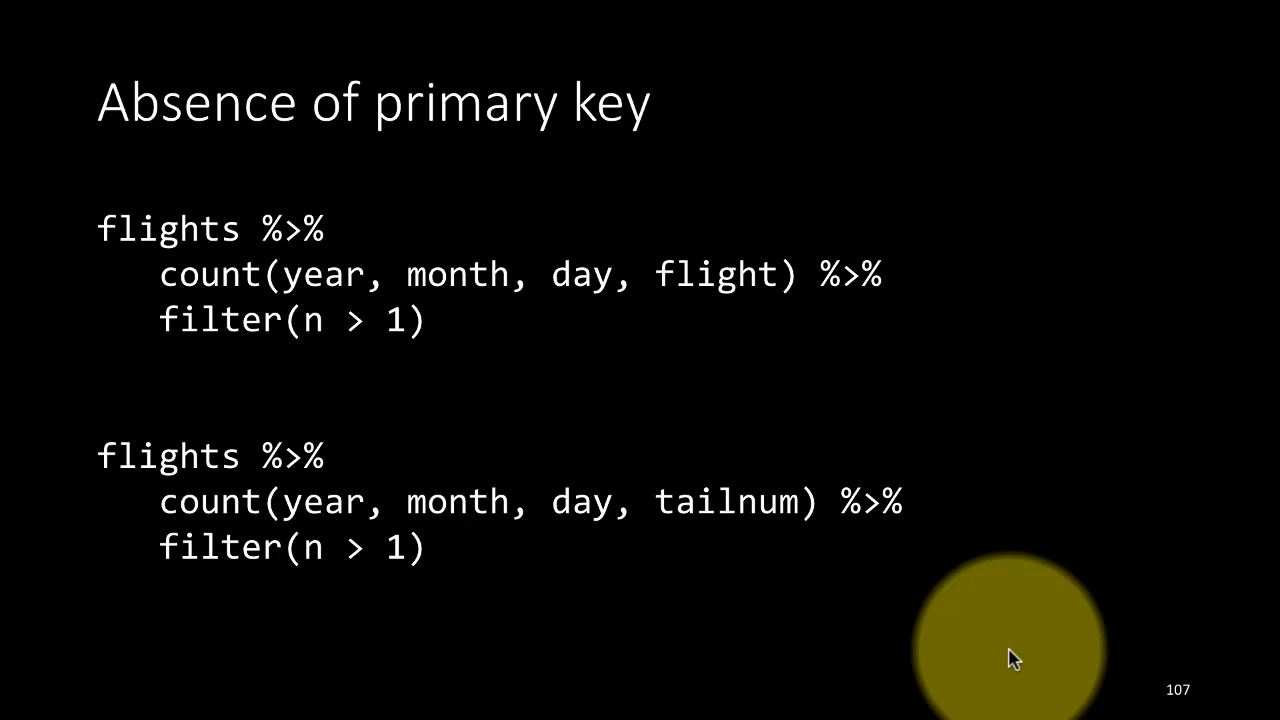 Absence of primary key
flights %>%
count(year, month, day, flight) %>%
filter(n > 1)
flights %>%
count(year, month, day, tailnum) %>%
filter(n > 1)
107